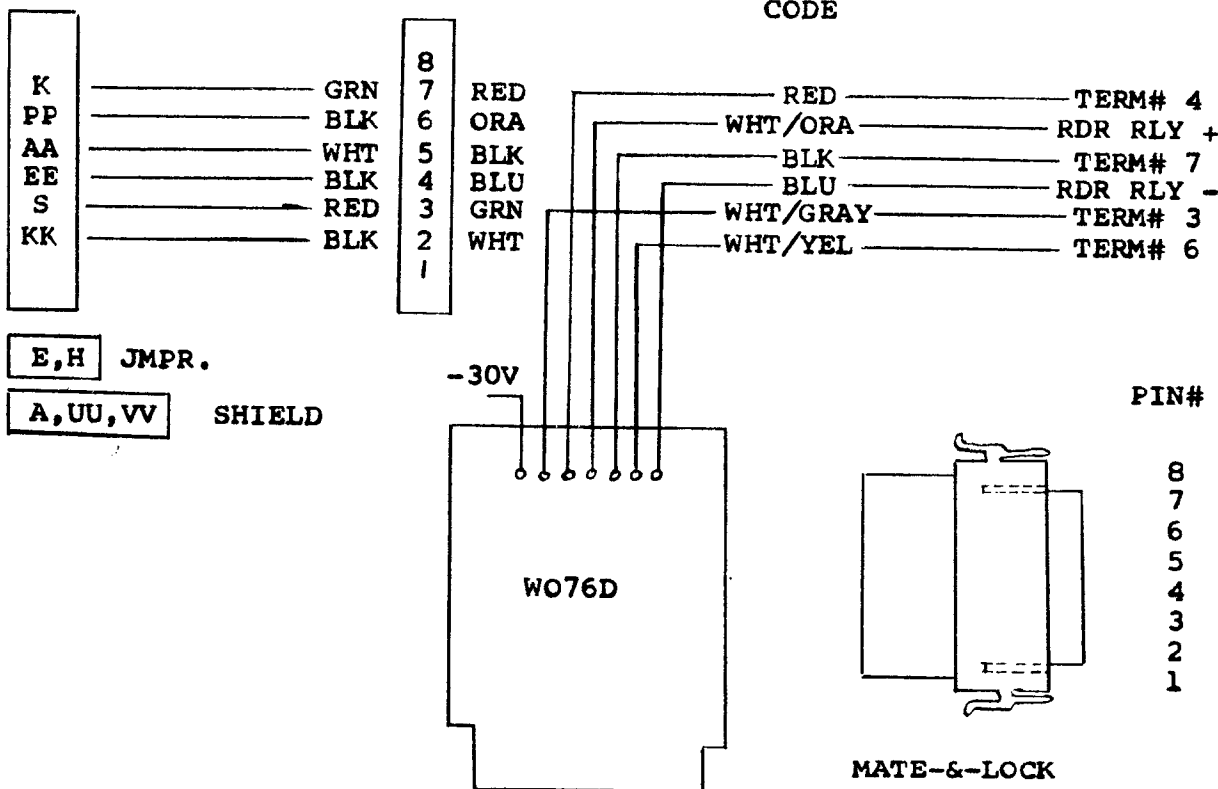 CODE
8
K GRN 7 RED RED TERM# 4
PP BLK 6 ORA WHT/ORA RDR RLY +
AA WHT 5 BLK BLK TERM# 7
EE BLK 4 BLU BLU RDR RLY -
S RED 3 GRN WHT/GRAY TERM# 3
KK BLK 2 WHT WHT/YEL TERM# 6
1
E,H JMPR.
A,UU,VV SHIELD
-30V
PIN#
8
7
6
5
4
3
2
1
WO76D
MATE-&-LOCK